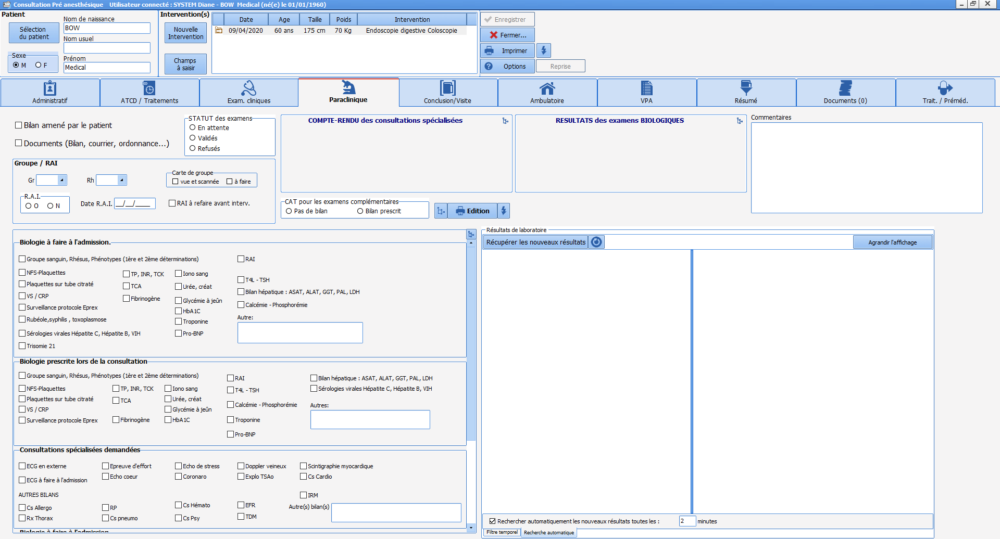 Consultation Pré anesthésique    Utilisateur connecté : SYSTEM Diane - BOW  Medical (né(e) le 01/01/1960)
Patient
Sélection
du patient
Nom de naissance
BOW
Nom usuel
Sexe
M
F
Prénom
Medical
Intervention(s)
Nouvelle
Intervention
Champs
à saisir
Date
Age
Taille
Poids
Intervention
09/04/2020
60 ans
175 cm
70 Kg
Endoscopie digestive Coloscopie
Enregistrer
Fermer...
Imprimer
Options
Reprise
Administratif
ATCD / Traitements
Exam. cliniques
Paraclinique
Conclusion/Visite
Ambulatoire
VPA
Résumé
Documents (0)
Trait. / Préméd.
Bilan amené par le patient
Documents (Bilan, courrier, ordonnance...)
STATUT des examens
En attente
Validés
Refusés
COMPTE-RENDU des consultations spécialisées
RESULTATS des examens BIOLOGIQUES
Commentaires
Groupe / RAI
Gr
Rh
Carte de groupe
vue et scannée
à faire
R.A.I.
O
N
Date R.A.I.
__/__/____
RAI à refaire avant interv.
CAT pour les examens complémentaires
Pas de bilan
Bilan prescrit
Edition
Biologie à faire à l'admission.
Groupe sanguin, Rhésus, Phénotypes (1ère et 2ème déterminations)
RAI
NFS-Plaquettes
TP, INR, TCK
Iono sang
T4L - TSH
Plaquettes sur tube citraté
TCA
Urée, créat
Bilan hépatique : ASAT, ALAT, GGT, PAL, LDH
VS / CRP
Fibrinogène
Glycémie à jeûn
Calcémie - Phosphorémie
Surveillance protocole Eprex
HbA1C
Autre:
Rubéole,syphilis , toxoplasmose
Troponine
Sérologies virales Hépatite C, Hépatite B, VIH
Pro-BNP
Trisomie 21
Biologie prescrite lors de la consultation
Groupe sanguin, Rhésus, Phénotypes (1ère et 2ème déterminations)
RAI
Bilan hépatique : ASAT, ALAT, GGT, PAL, LDH
NFS-Plaquettes
TP, INR, TCK
Iono sang
T4L - TSH
Sérologies virales Hépatite C, Hépatite B, VIH
Plaquettes sur tube citraté
TCA
Urée, créat
Calcémie - Phosphorémie
Autres:
VS / CRP
Glycémie à jeûn
Surveillance protocole Eprex
Fibrinogène
HbA1C
Troponine
Pro-BNP
Consultations spécialisées demandées
ECG en externe
Epreuve d'effort
Echo de stress
Doppler veineux
Scintigraphie myocardique
ECG à faire à l'admission
Echo coeur
Coronaro
Explo TSAo
Cs Cardio
AUTRES BILANS
IRM
Cs Allergo
RP
Cs Hémato
EFR
Autre(s) bilan(s)
Rx Thorax
Cs pneumo
Cs Psy
TDM
Biologie à faire à l'admission
Résultats de laboratoire
Récupérer les nouveaux résultats
Agrandir l'affichage
Rechercher automatiquement les nouveaux résultats toutes les :
2
minutes
Filtre temporel
Recherche automatique